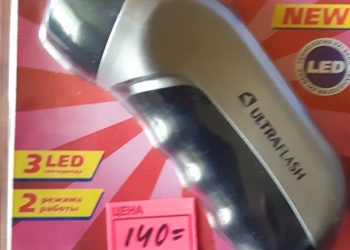 NEW
LED
ULTRAFLASH
3 LED
светодиода
2 режима
работы
ЦЕНА
140=